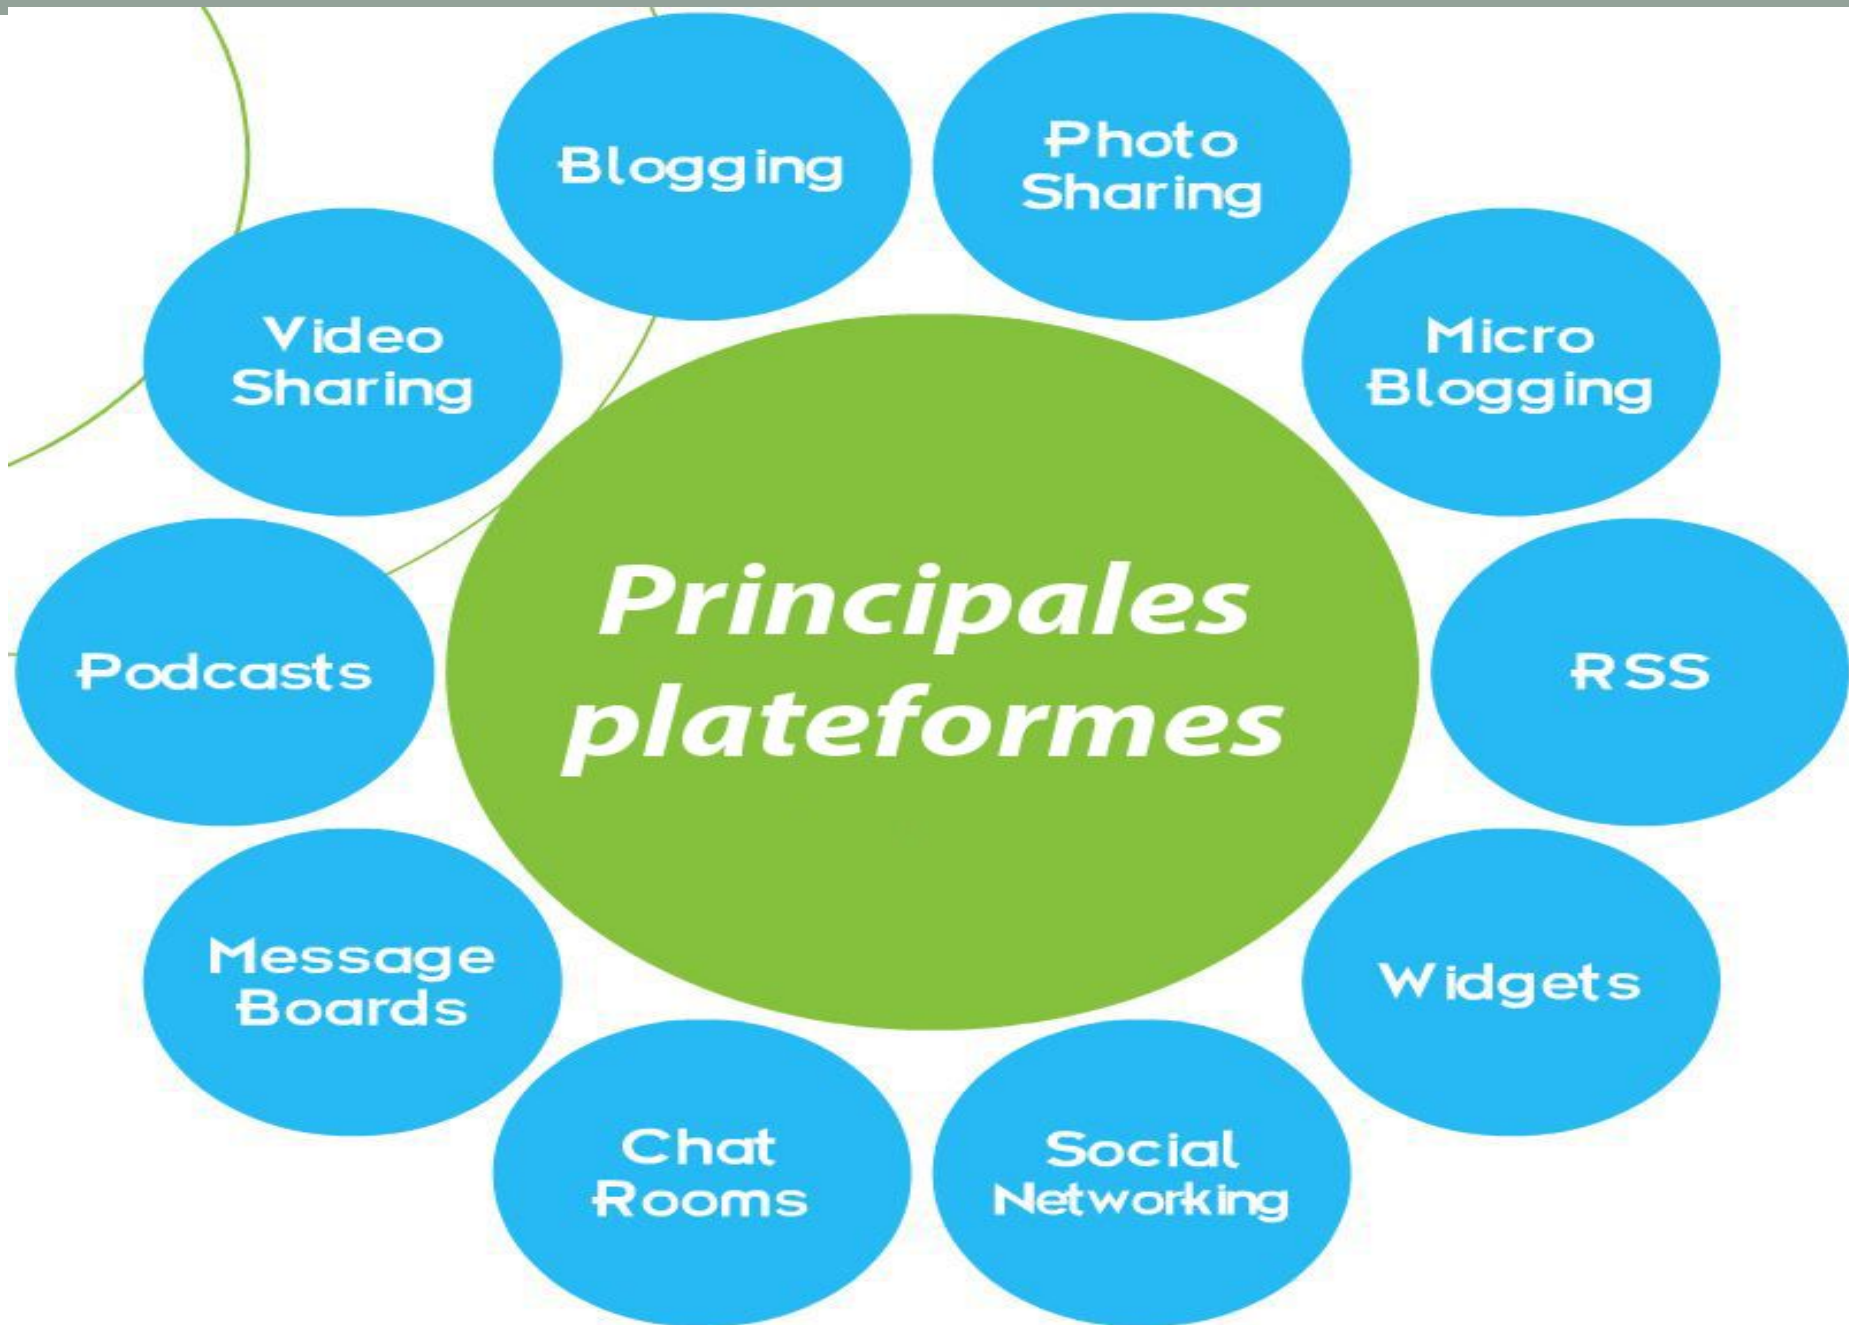 Blogging
Photo
Sharing
Video
Sharing
Micro
Blogging
Principales
plateformes
Podcasts
RSS
Message
Boards
Widgets
Chat
Rooms
Social
Networking